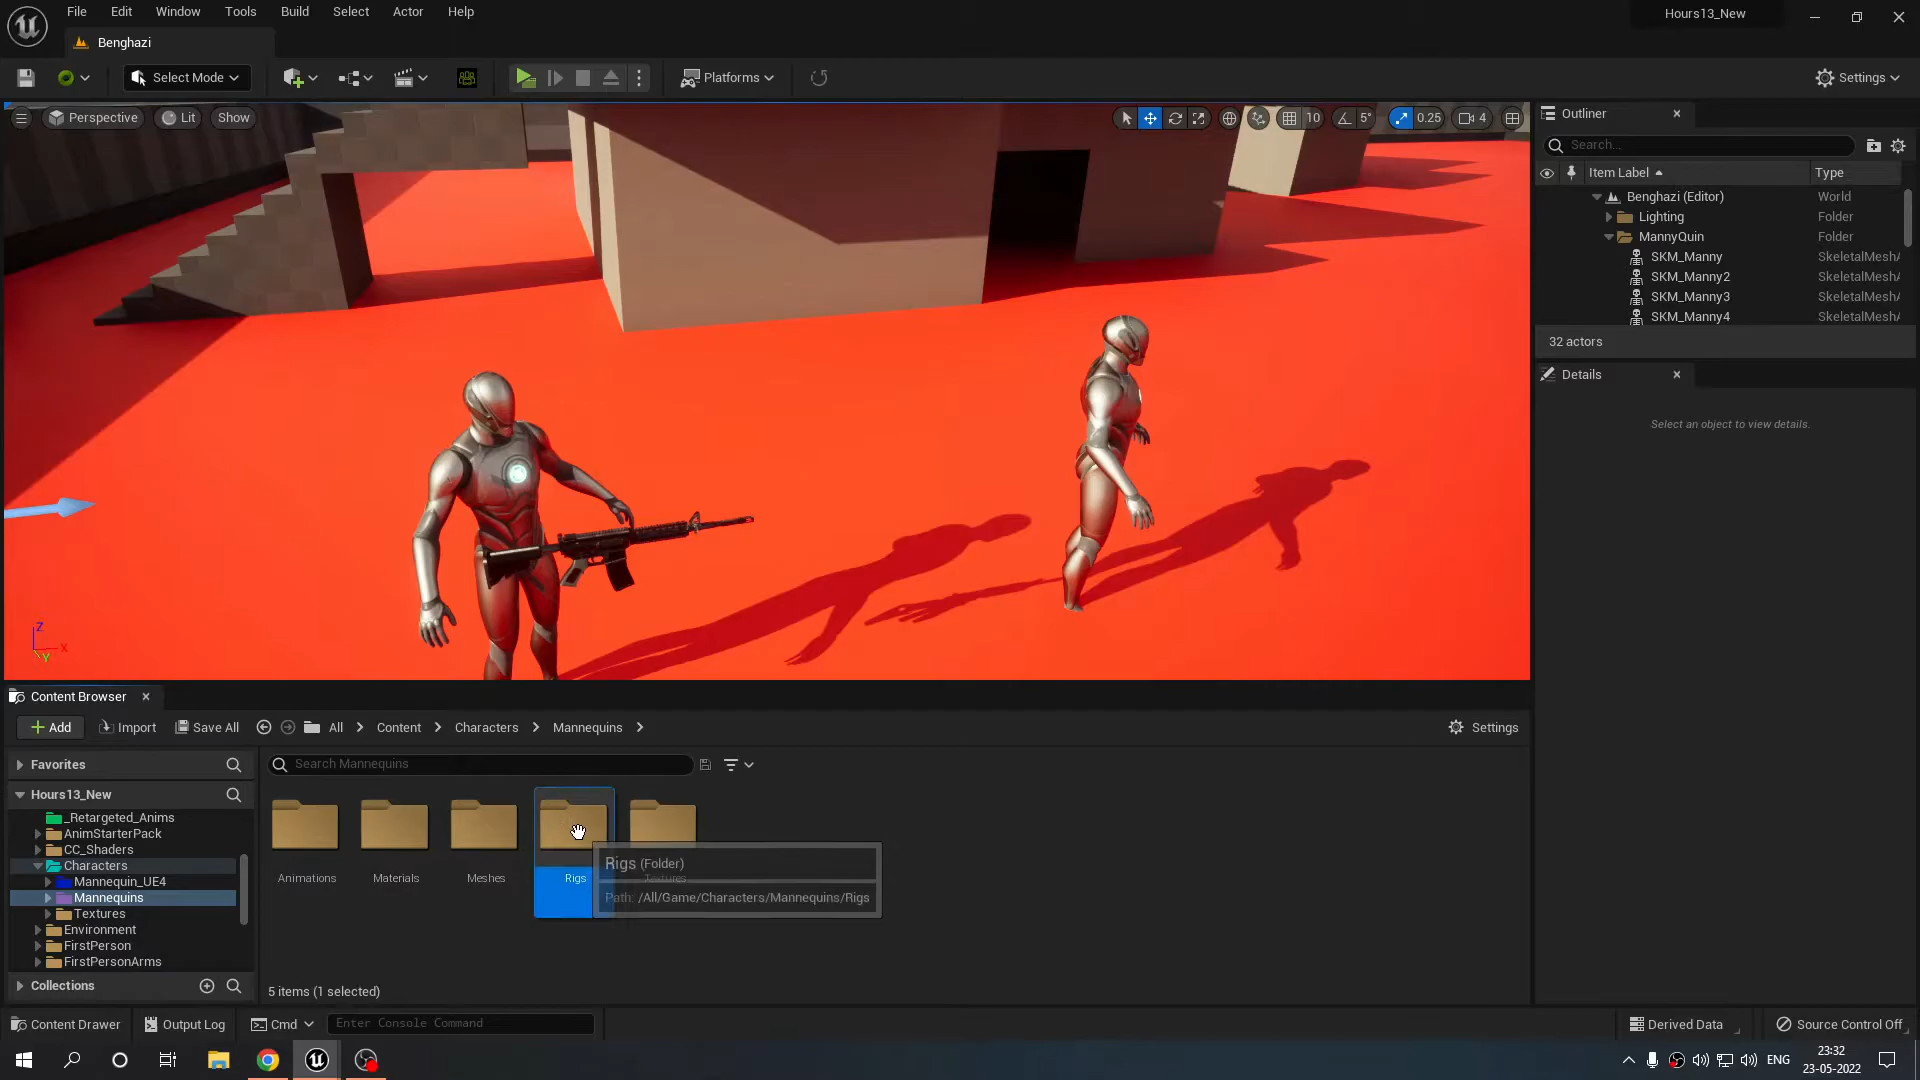 File Edit Window Tools Build Select Actor Help
Hours13_New
Benghazi
Select Mode
Platforms
Settings
Perspective Lit Show
10 5° 0.25 4
Outliner
Search...
Item Label Type
Benghazi (Editor) World
Lighting Folder
MannyQuin Folder
SKM_Manny SkeletalMeshA
SKM_Manny2 SkeletalMeshA
SKM_Manny3 SkeletalMeshA
SKM_Manny4 SkeletalMeshA
32 actors
Details
Select an object to view details.
Z
X
Y
Content Browser
Add Import Save All All Content Characters Mannequins Settings
Favorites
Search Mannequins
Hours13_New
_Retargeted_Anims
AnimStarterPack
CC_Shaders
Characters
Mannequin_UE4
Mannequins
Textures
Environment
FirstPerson
FirstPersonArms
Collections
Animations Materials Meshes Rigs Textures
Rigs (Folder)
Path: /All/Game/Characters/Mannequins/Rigs
5 items (1 selected)
Content Drawer Output Log Cmd Enter Console Command Derived Data Source Control Off
ENG
23:32
23-05-2022